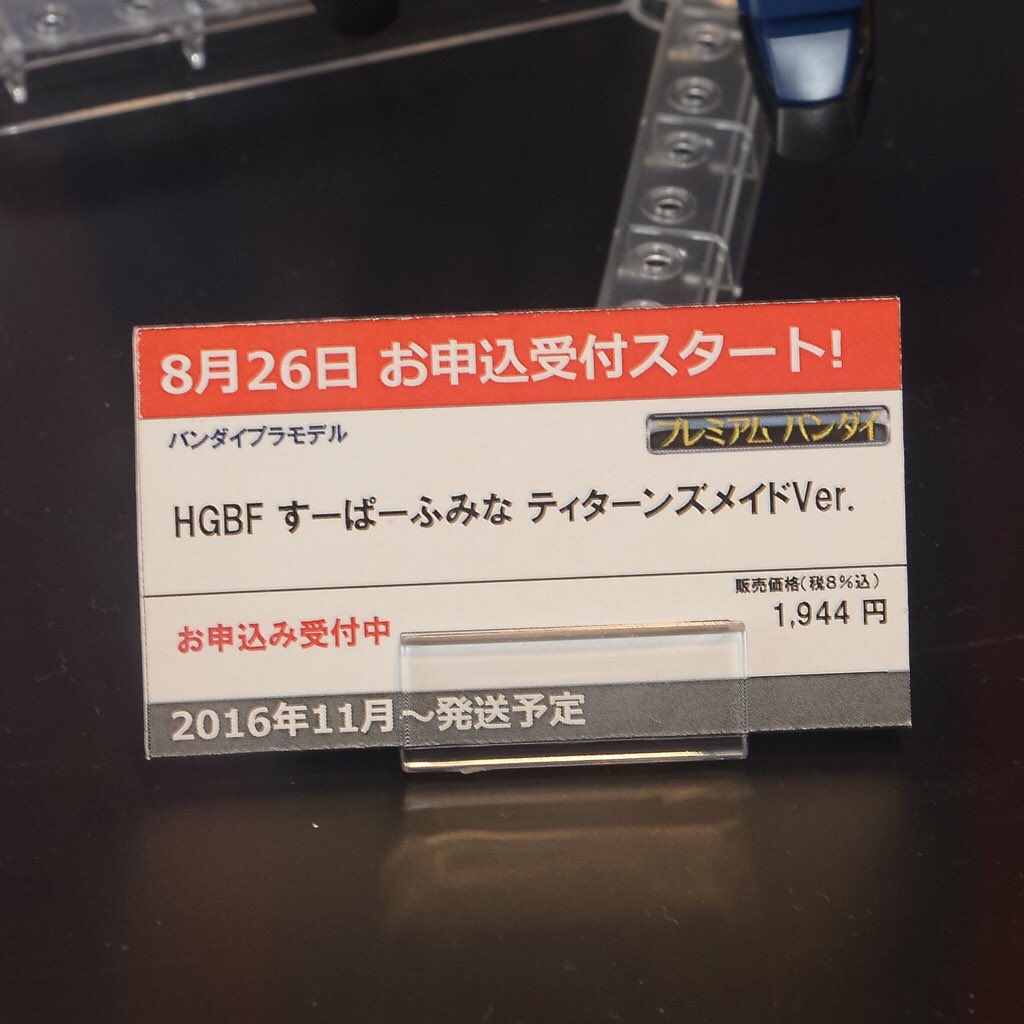 8月26日 お申込受付スタート!
バンダイプラモデル
プレミアム バンダイ
HGBF すーぱーふみな ティターンズメイドVer.
販売価格(税8%込)
1,944 円
お申込み受付中
2016年11月～発送予定